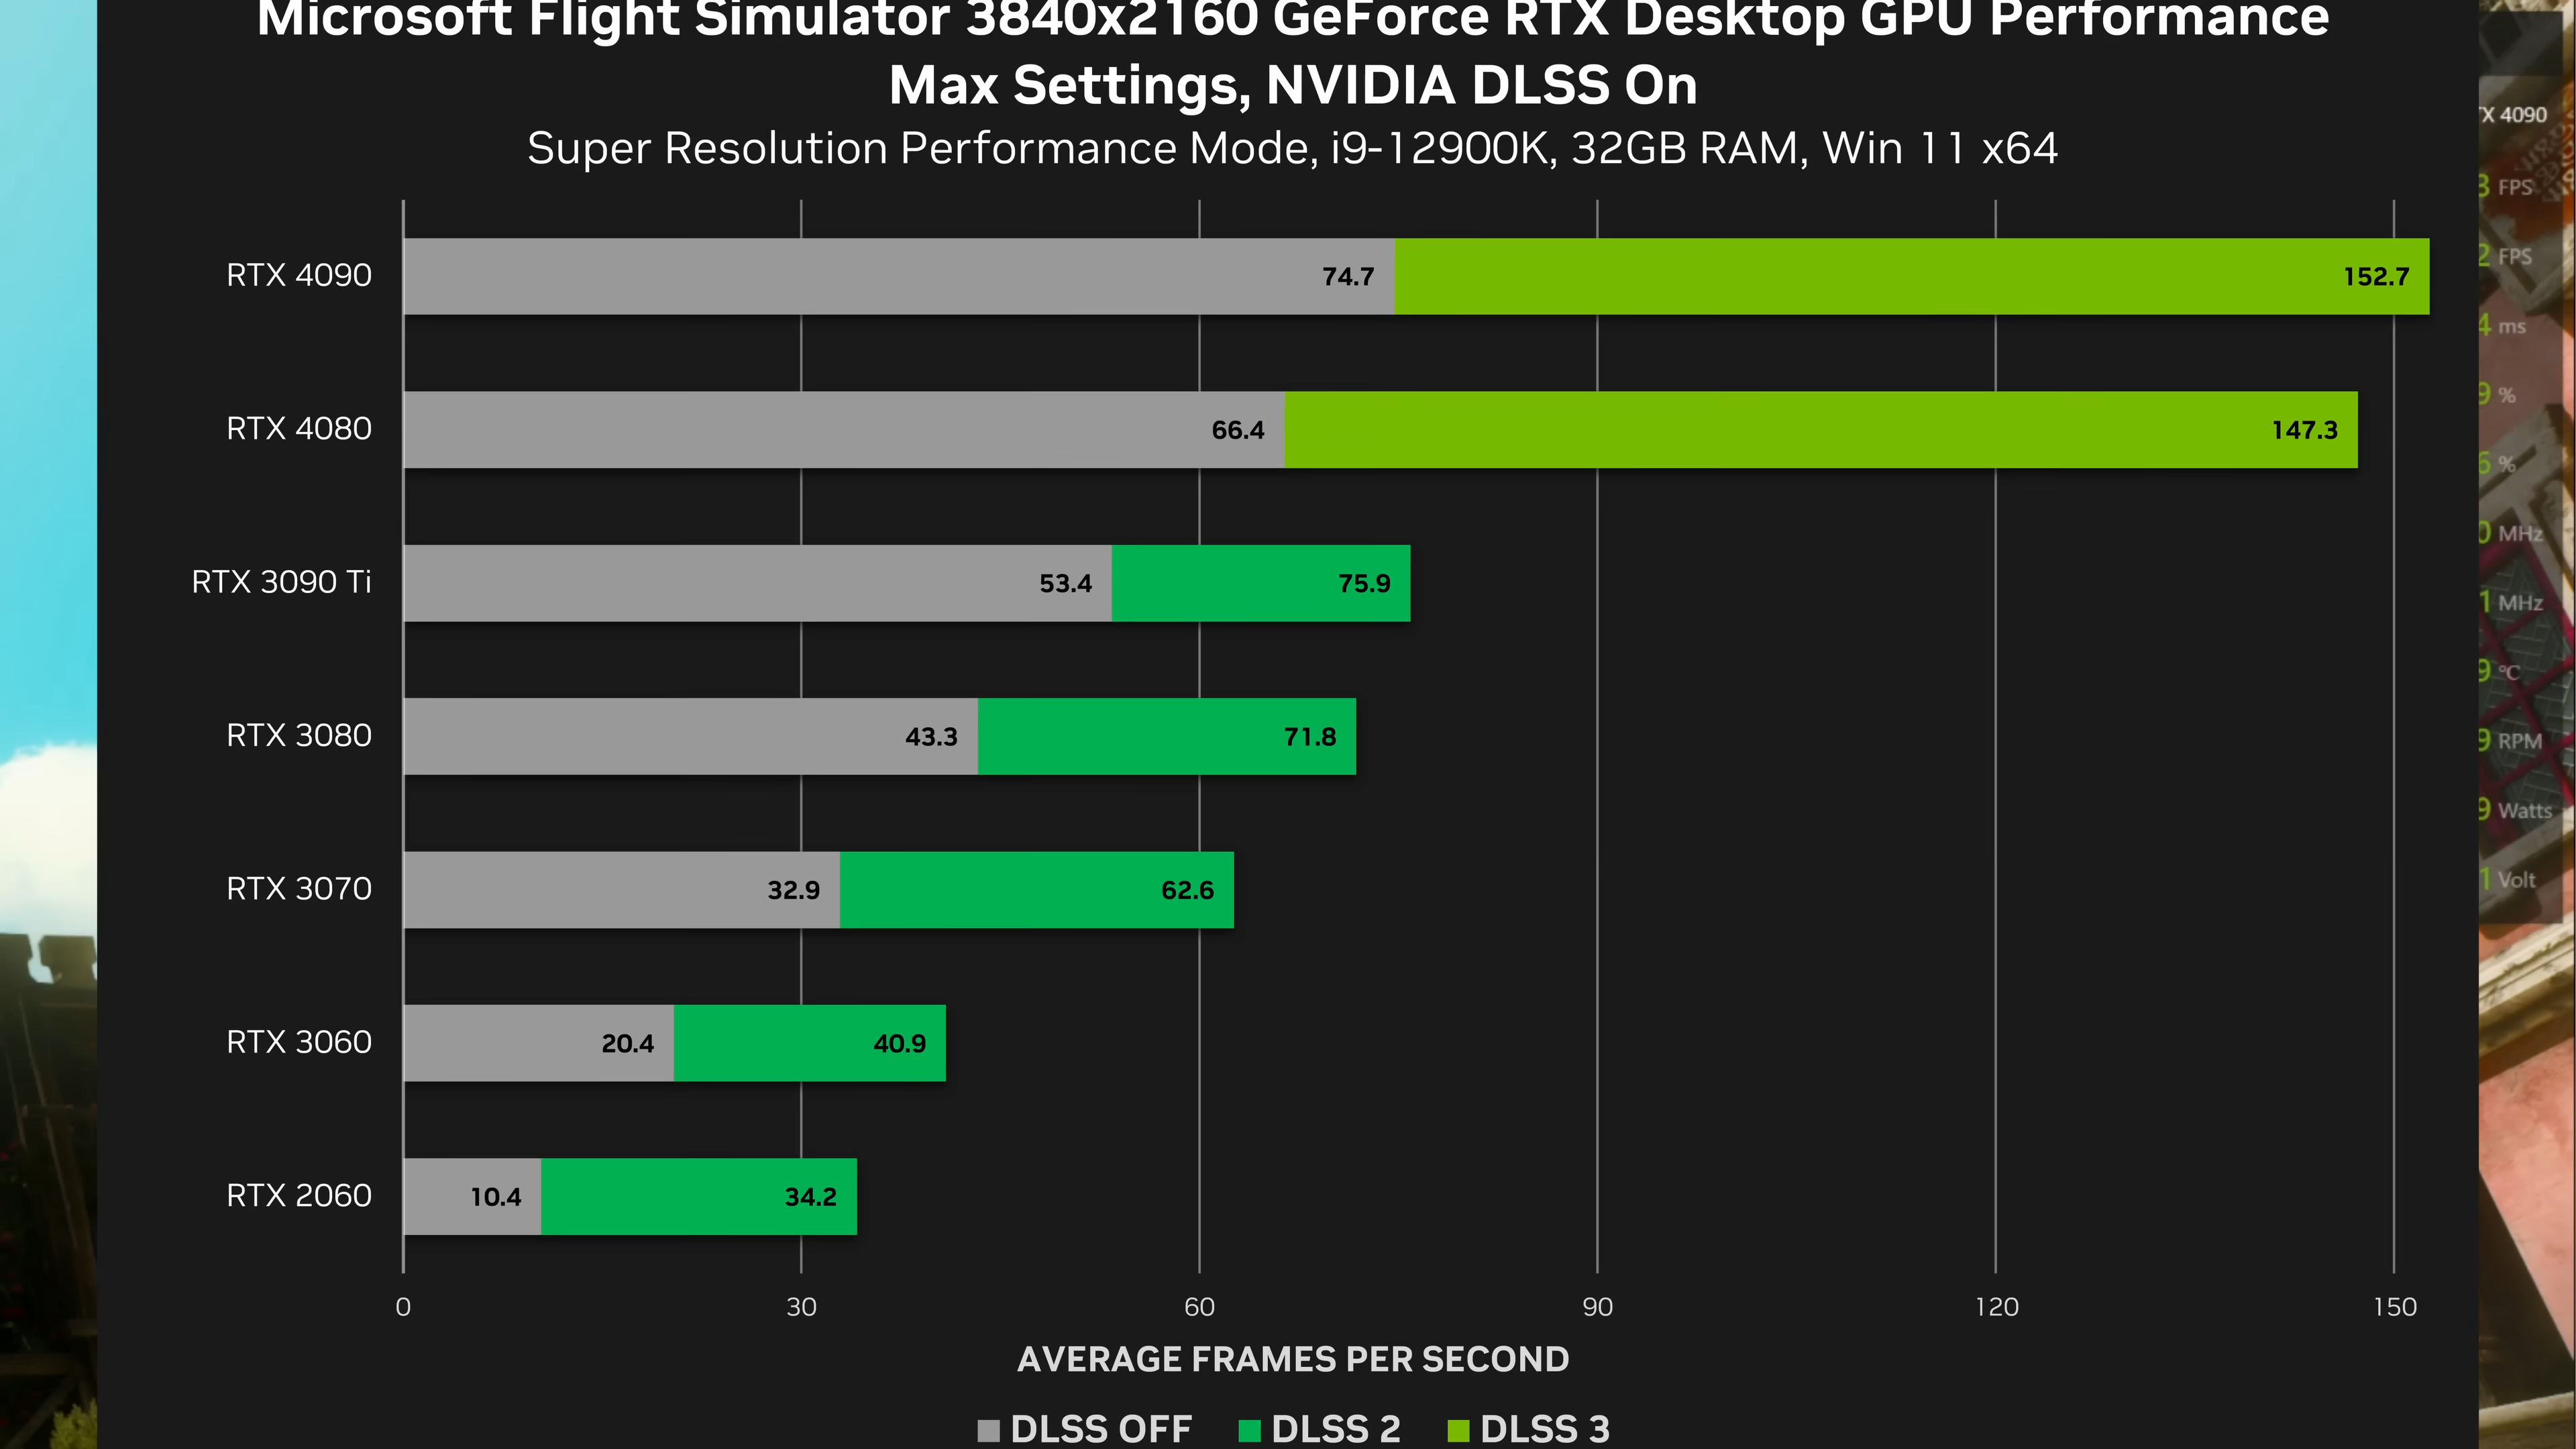 Microsoft Flight Simulator 3840x2160 GeForce RTX Desktop GPU Performance
Max Settings, NVIDIA DLSS On
Super Resolution Performance Mode, i9-12900K, 32GB RAM, Win 11 x64
RTX 4090 74.7 152.7
RTX 4080 66.4 147.3
RTX 3090 Ti 53.4 75.9
RTX 3080 43.3 71.8
RTX 3070 32.9 62.6
RTX 3060 20.4 40.9
RTX 2060 10.4 34.2
0 30 60 90 120 150
AVERAGE FRAMES PER SECOND
DLSS OFF DLSS 2 DLSS 3
X 4090
FPS
FPS
ms
%
%
MHz
MHz
°C
RPM
Watts
Volt